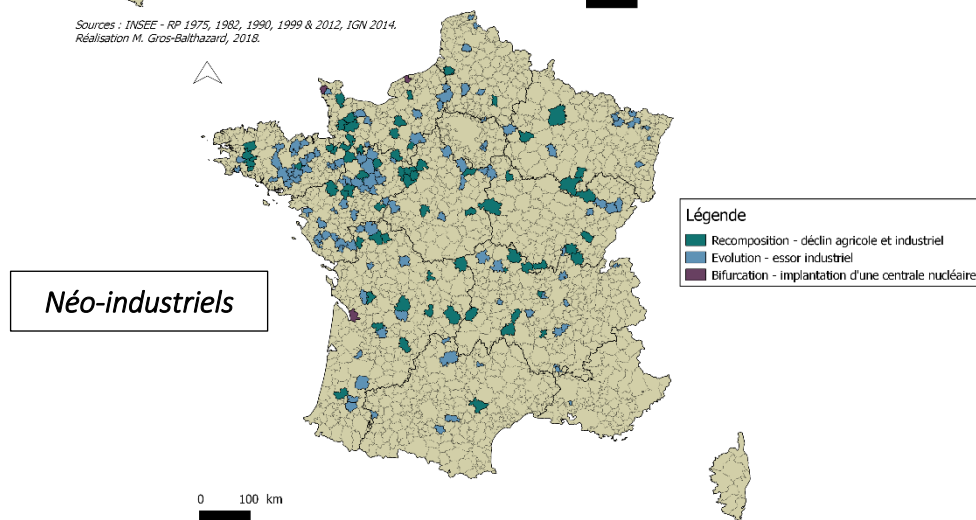 Sources : INSEE - RP 1975, 1982, 1990, 1999 & 2012, IGN 2014.
Réalisation M. Gros-Balthazard, 2018.
Légende
Recomposition - déclin agricole et industriel
Evolution - essor industriel
Bifurcation - implantation d'une centrale nucléaire
Néo-industriels
0 100 km